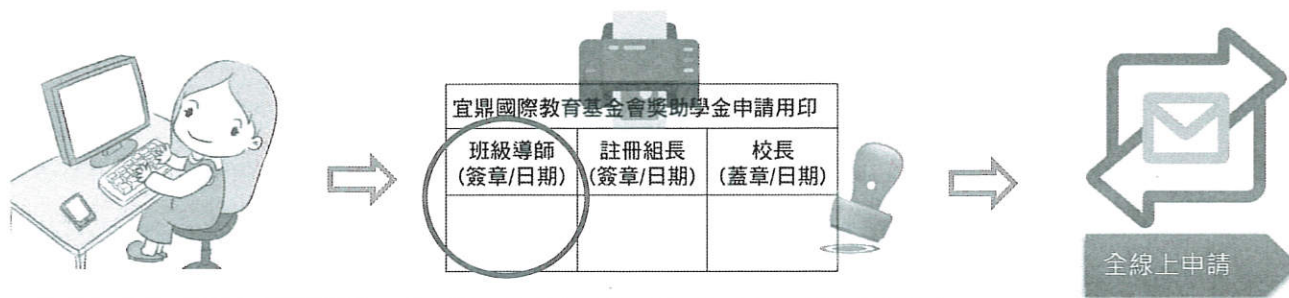 宜鼎國際教育基金會獎助學金申請用印
班級導師
(簽章/日期)
註冊組長
(簽章/日期)
校長
(蓋章/日期)
全線上申請